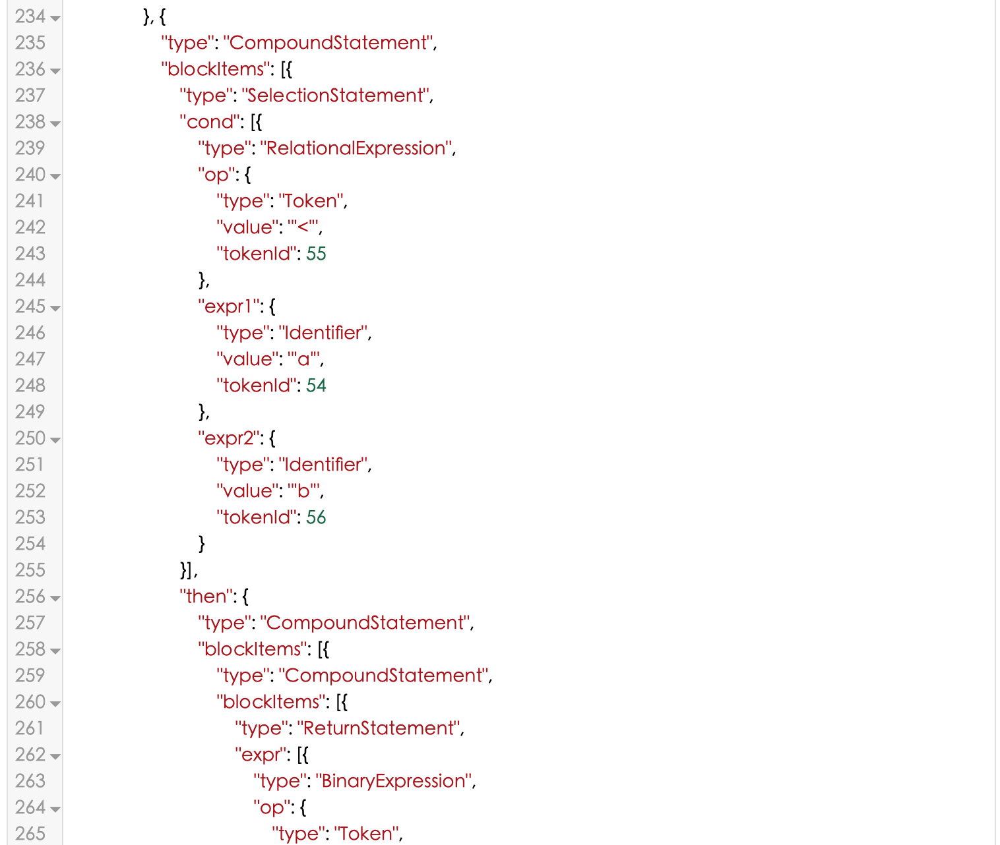 234 }, {
235 "type": "CompoundStatement",
236 "blockItems": [{
237 "type": "SelectionStatement",
238 "cond": [{
239 "type": "RelationalExpression",
240 "op": {
241 "type": "Token",
242 "value": "'<'",
243 "tokenId": 55
244 },
245 "expr1": {
246 "type": "Identifier",
247 "value": "'a'",
248 "tokenId": 54
249 },
250 "expr2": {
251 "type": "Identifier",
252 "value": "'b'",
253 "tokenId": 56
254 }
255 }],
256 "then": {
257 "type": "CompoundStatement",
258 "blockItems": [{
259 "type": "CompoundStatement",
260 "blockItems": [{
261 "type": "ReturnStatement",
262 "expr": [{
263 "type": "BinaryExpression",
264 "op": {
265 "type": "Token",